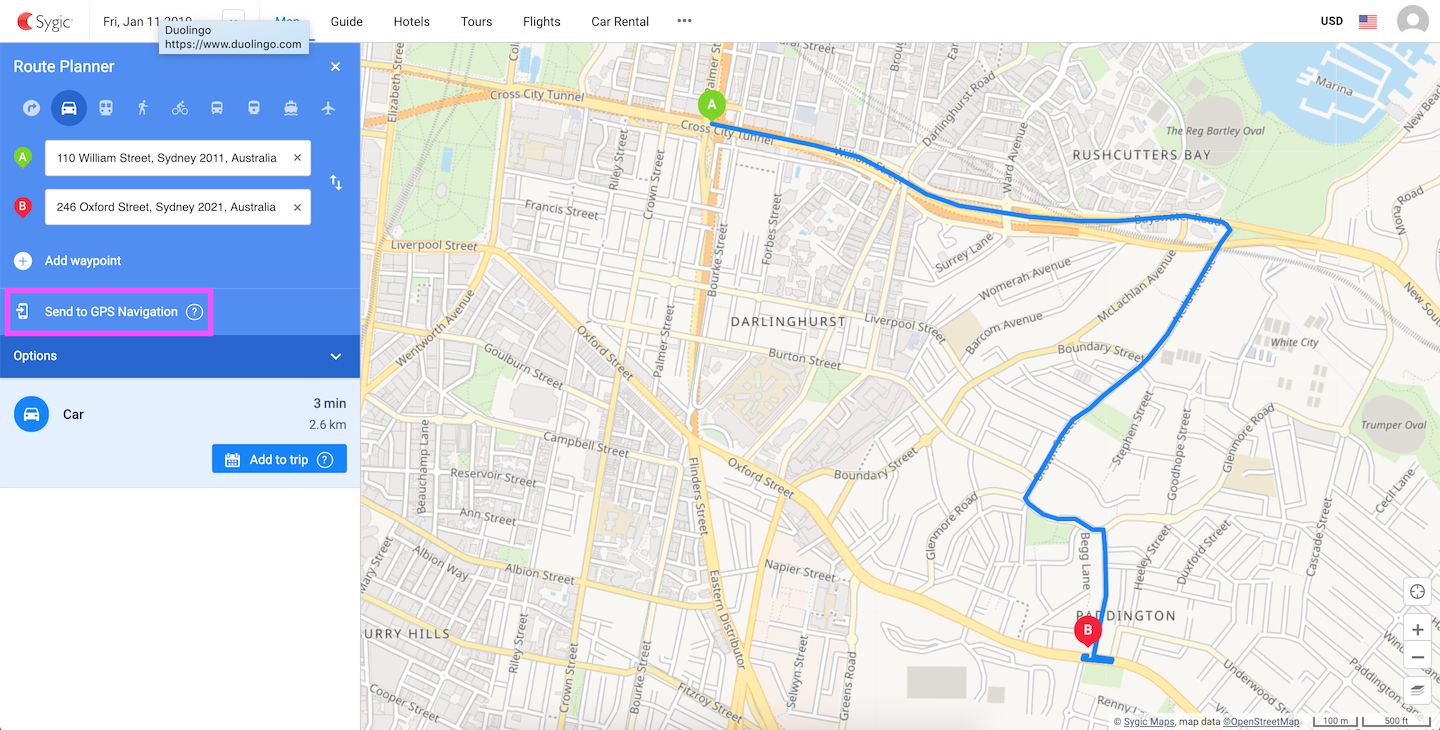 Sygic
Fri, Jan 11 2019
Map
Guide
Hotels
Tours
Flights
Car Rental
USD
Duolingo
https://www.duolingo.com
Route Planner
A
110 William Street, Sydney 2011, Australia
B
246 Oxford Street, Sydney 2021, Australia
Add waypoint
Send to GPS Navigation ?
Options
Car
3 min
2.6 km
Add to trip ?
Elizabeth Street
Cross City Tunnel
Palmer Street
A
Cross City Tunnel
William Street
Darlinghurst Road
Ward Avenue
Marina
The Reg Bartley Oval
RUSHCUTTERS BAY
New Beach
Riley Street
Crown Street
Francis Street
Forbes Street
Bourke Street
Liverpool Street
Surrey Lane
Bayswater Road
Mona Road
Womerah Avenue
McLachlan Avenue
Neild Avenue
New South
DARLINGHURST
Liverpool Street
Barcom Avenue
Wentworth Avenue
Goulburn Street
Oxford Street
Palmer Street
Burton Street
Boundary Street
White City
Campbell Street
Beauchamp Lane
Reservoir Street
Oxford Street
Boundary Street
Brown Street
Stephen Street
Goodhope Street
Glenmore Road
Trumper Oval
Cecil Lane
Ann Street
Flinders Street
Glenmore Road
Albion Way
Mary Street
Albion Street
Napier Street
Begg Lane
Heeley Street
Duxford Street
Cascade Street
PADDINGTON
B
URRY HILLS
Riley Street
Eastern Distributor
Crown Street
Bourke Street
Cooper Street
Fitzroy Street
Selwyn Street
Greens Road
Renny Lane
Underwood
Paddington Lane
© Sygic Maps, map data ©OpenStreetMap
100 m
500 ft